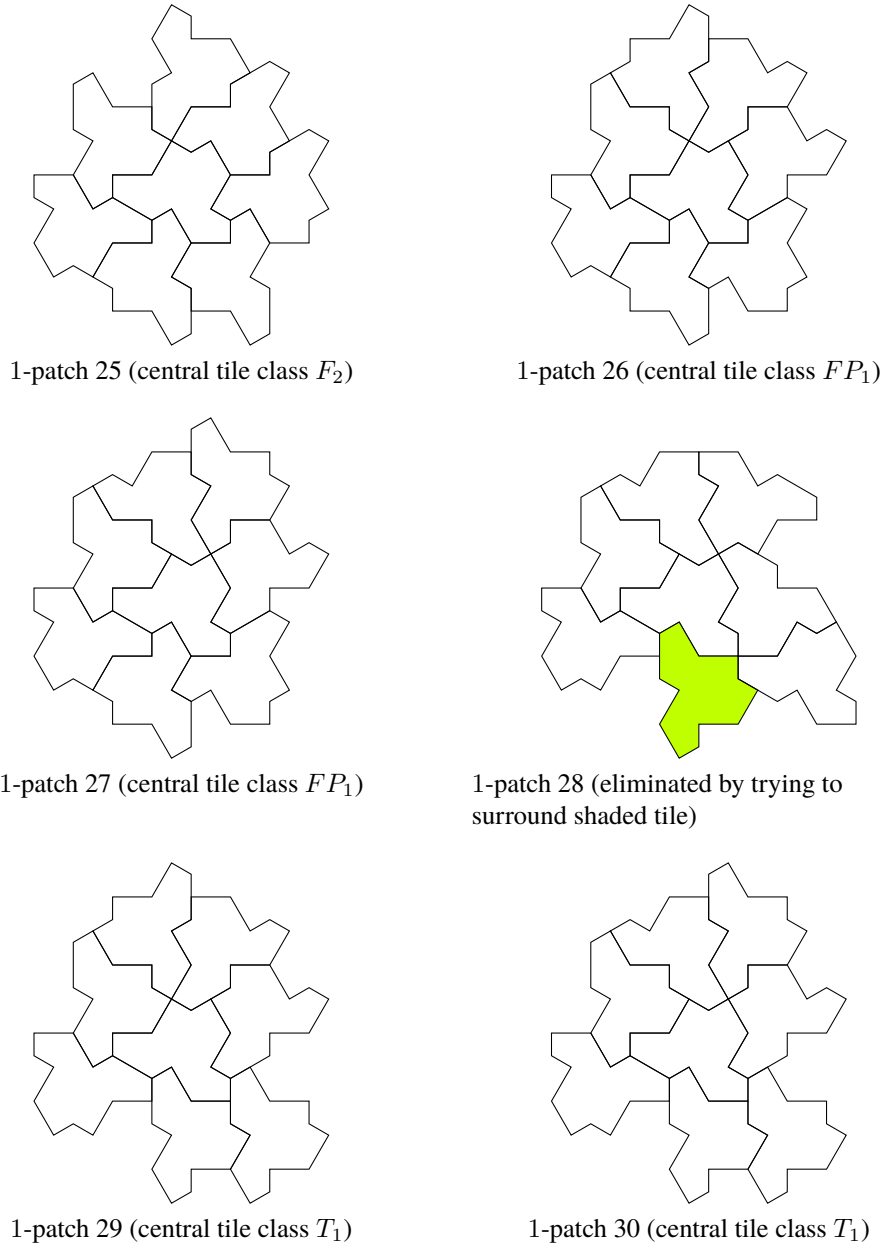 1-patch 25 (central tile class F₂)
1-patch 26 (central tile class FP₁)
1-patch 27 (central tile class FP₁)
1-patch 28 (eliminated by trying to
surround shaded tile)
1-patch 29 (central tile class T₁)
1-patch 30 (central tile class T₁)